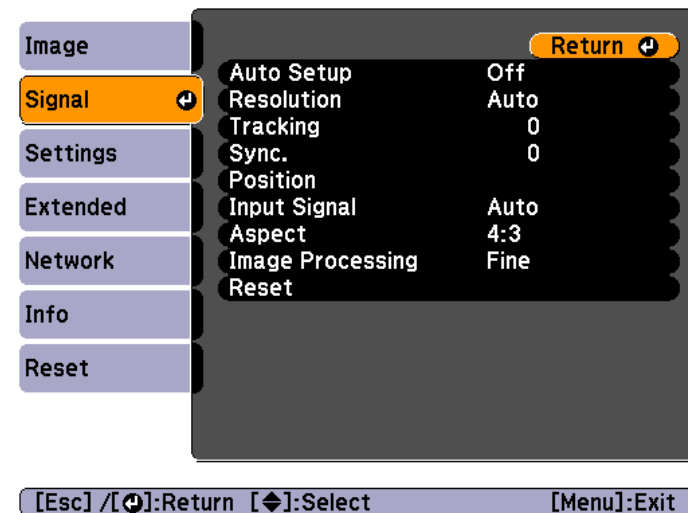 Image
Signal
Settings
Extended
Network
Info
Reset
Return
Auto Setup Off
Resolution Auto
Tracking 0
Sync. 0
Position
Input Signal Auto
Aspect 4:3
Image Processing Fine
Reset
[Esc] /[⏎]:Return [◆]:Select [Menu]:Exit